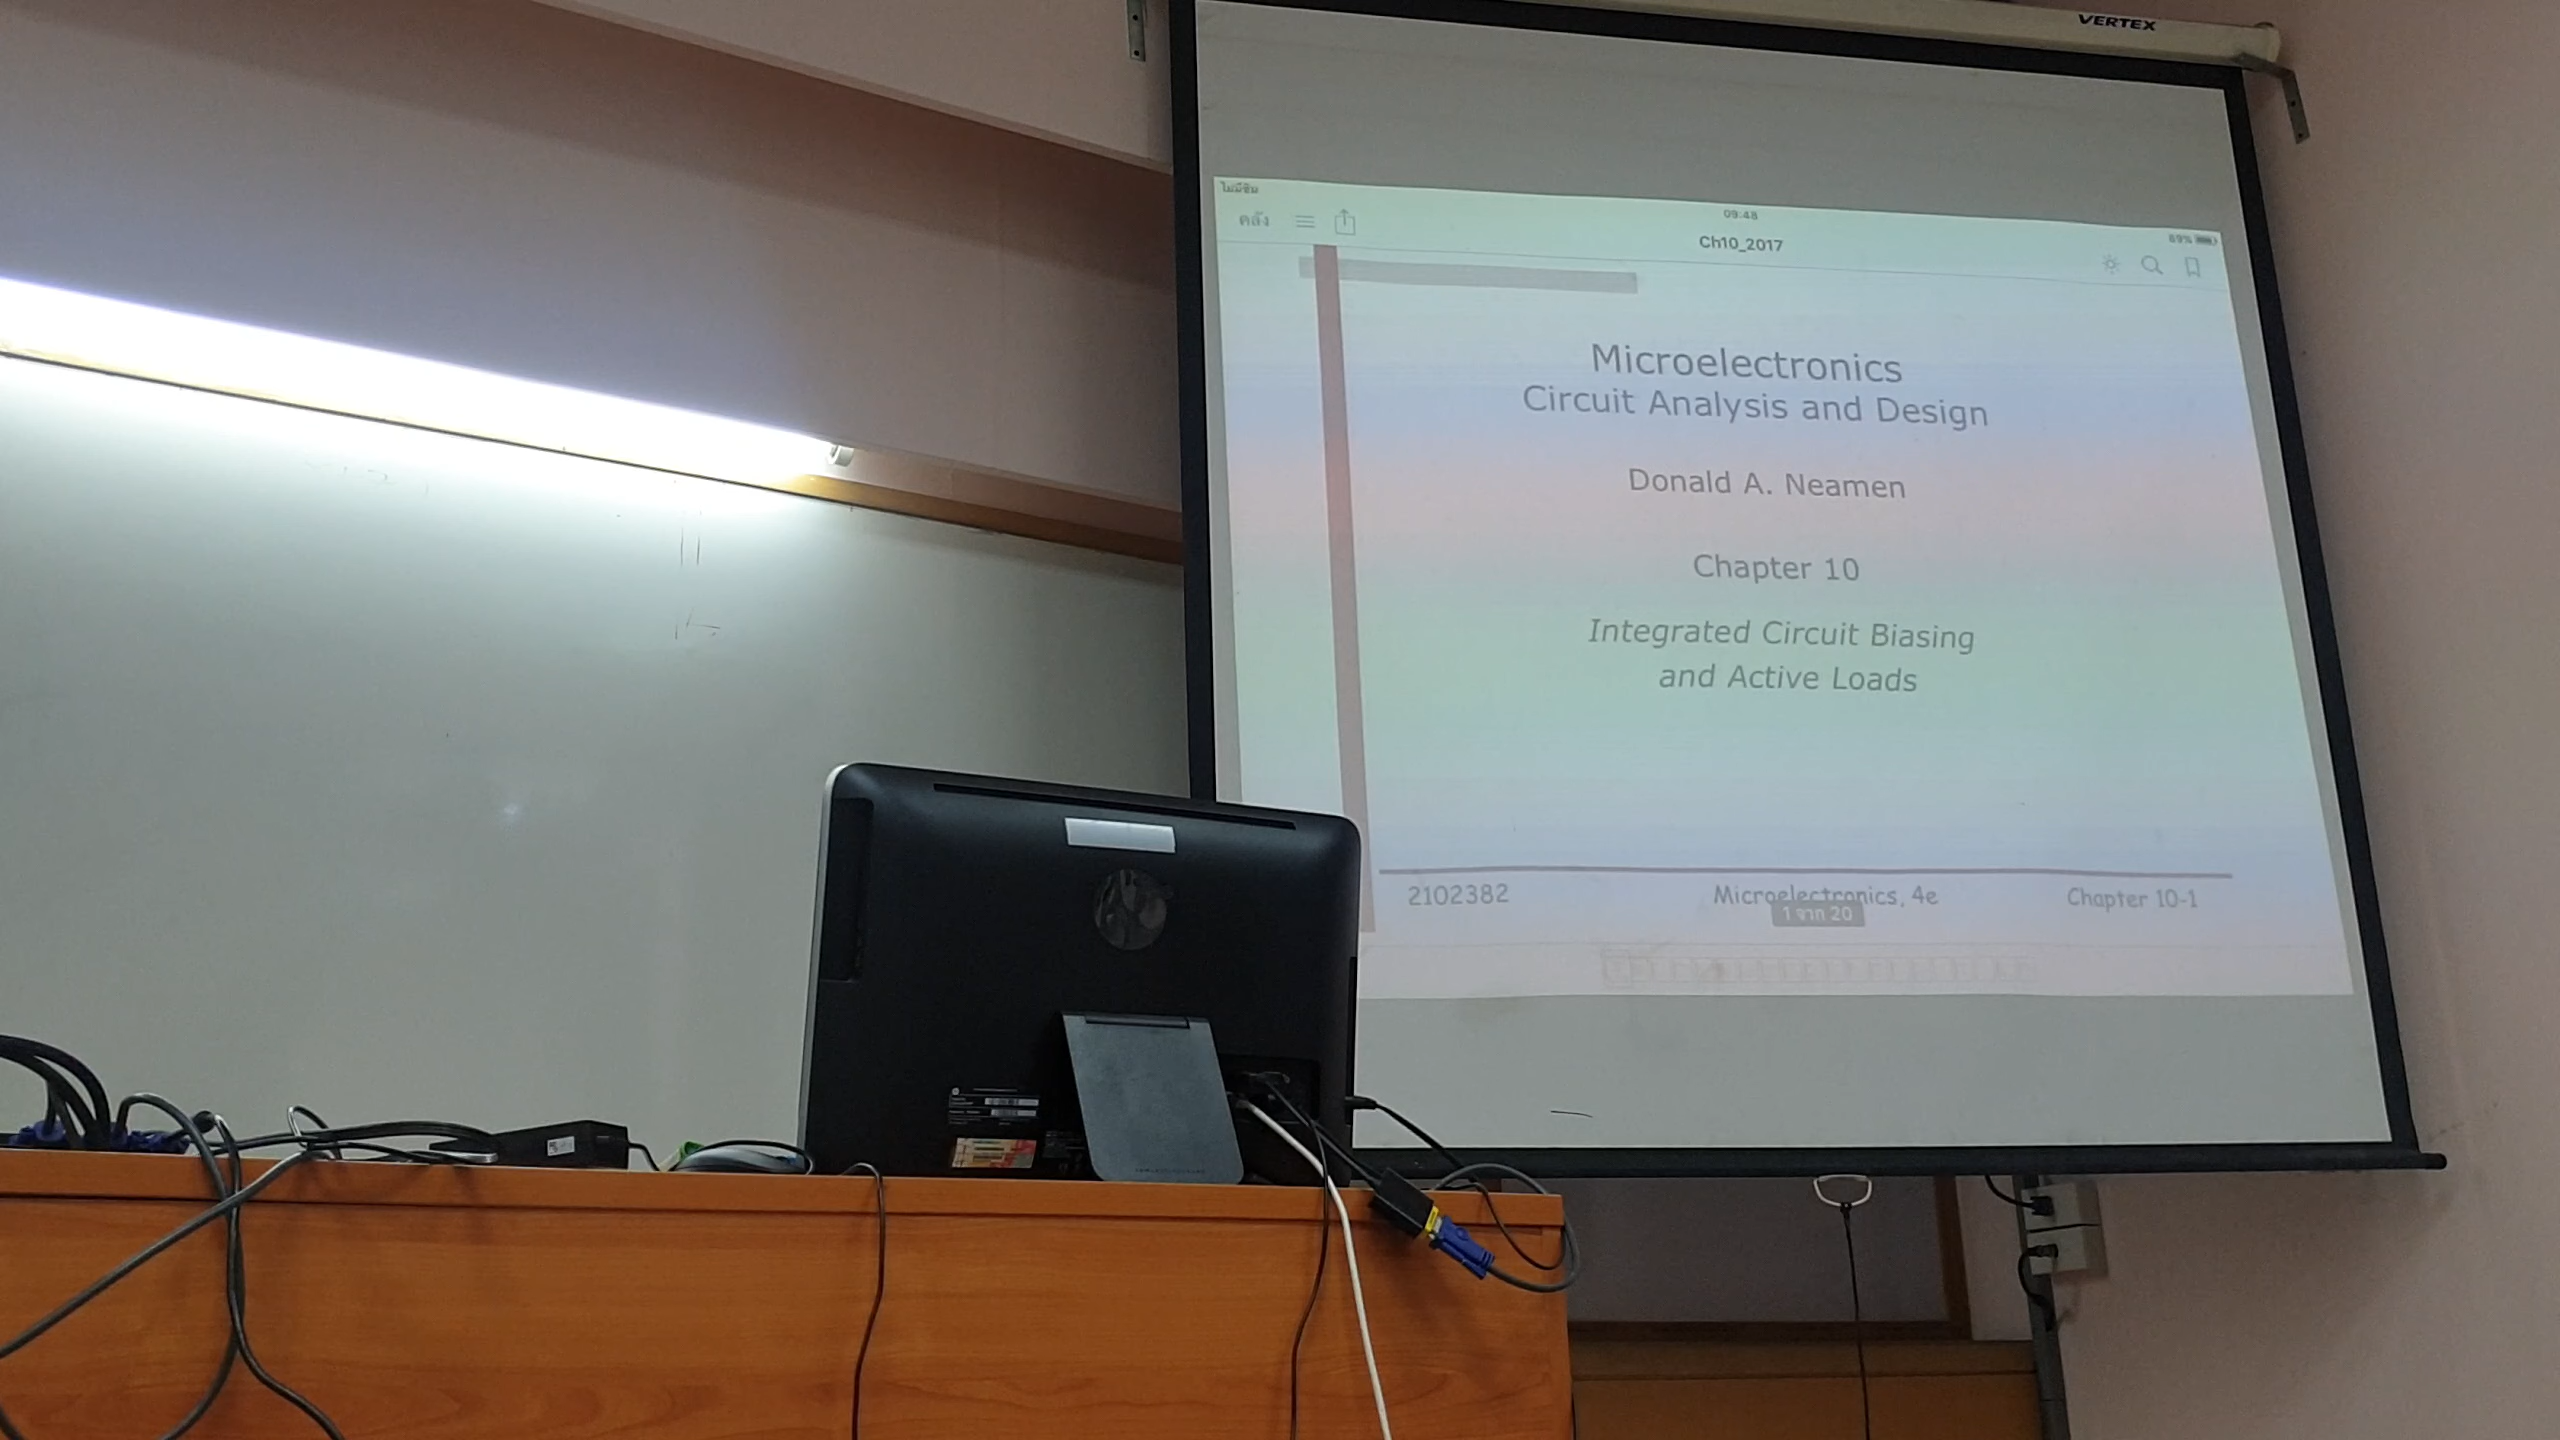 VERTEX
ไม่มีซิม
09:48
89%
คลัง
Ch10_2017
Microelectronics
Circuit Analysis and Design
Donald A. Neamen
Chapter 10
Integrated Circuit Biasing
and Active Loads
2102382
Microelectronics, 4e
Chapter 10-1
1 จาก 20